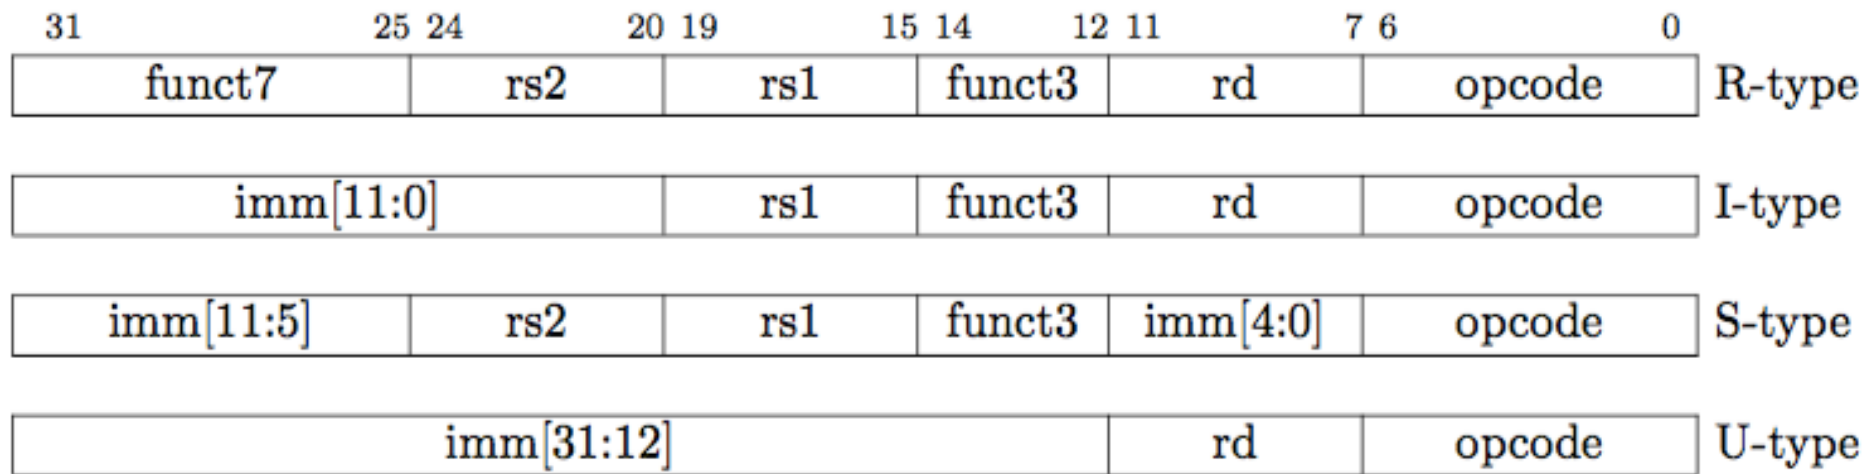 31 25 24 20 19 15 14 12 11 7 6 0
funct7 rs2 rs1 funct3 rd opcode R-type
imm[11:0] rs1 funct3 rd opcode I-type
imm[11:5] rs2 rs1 funct3 imm[4:0] opcode S-type
imm[31:12] rd opcode U-type